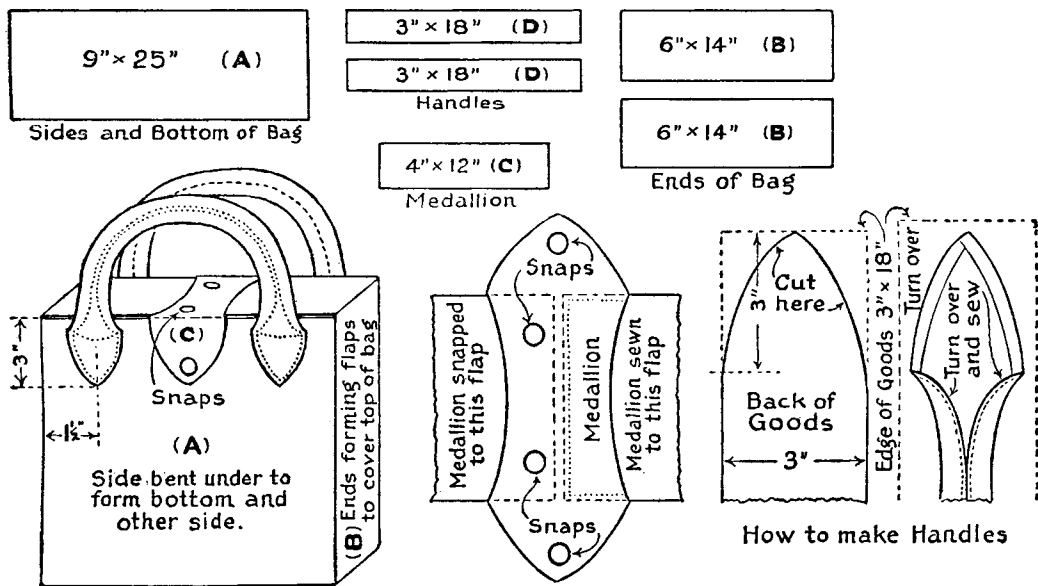 9"× 25" (A)
Sides and Bottom of Bag
3"× 18" (D)
3"× 18" (D)
Handles
4"× 12" (C)
Medallion
6"× 14" (B)
6"× 14" (B)
Ends of Bag
3"
1½"
(C)
Snaps
(A)
Side bent under to
form bottom and
other side.
(B) Ends forming flaps
to cover top of bag
Snaps
Medallion snapped
to this flap
Medallion
Medallion sewn
to this flap
Snaps
3"
Cut
here
Back of
Goods
3"
Edge of Goods 3"× 18"
Turn over
Turn over
and sew
How to make Handles